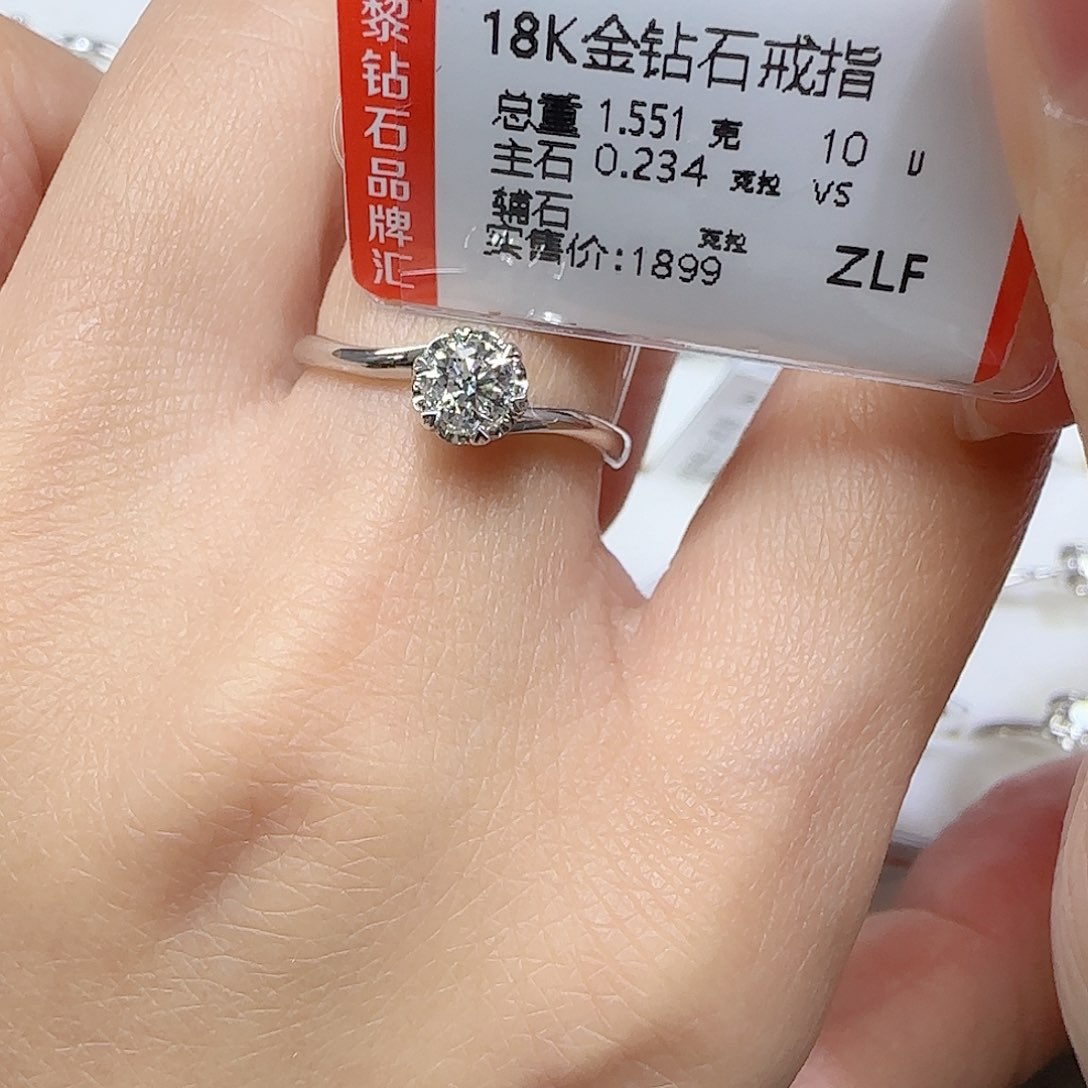 黎钻石品牌汇
18K金钻石戒指
总重 1.551 克 10 U
主石 0.234 克拉 VS
辅石 克拉
实售价:1899 ZLF